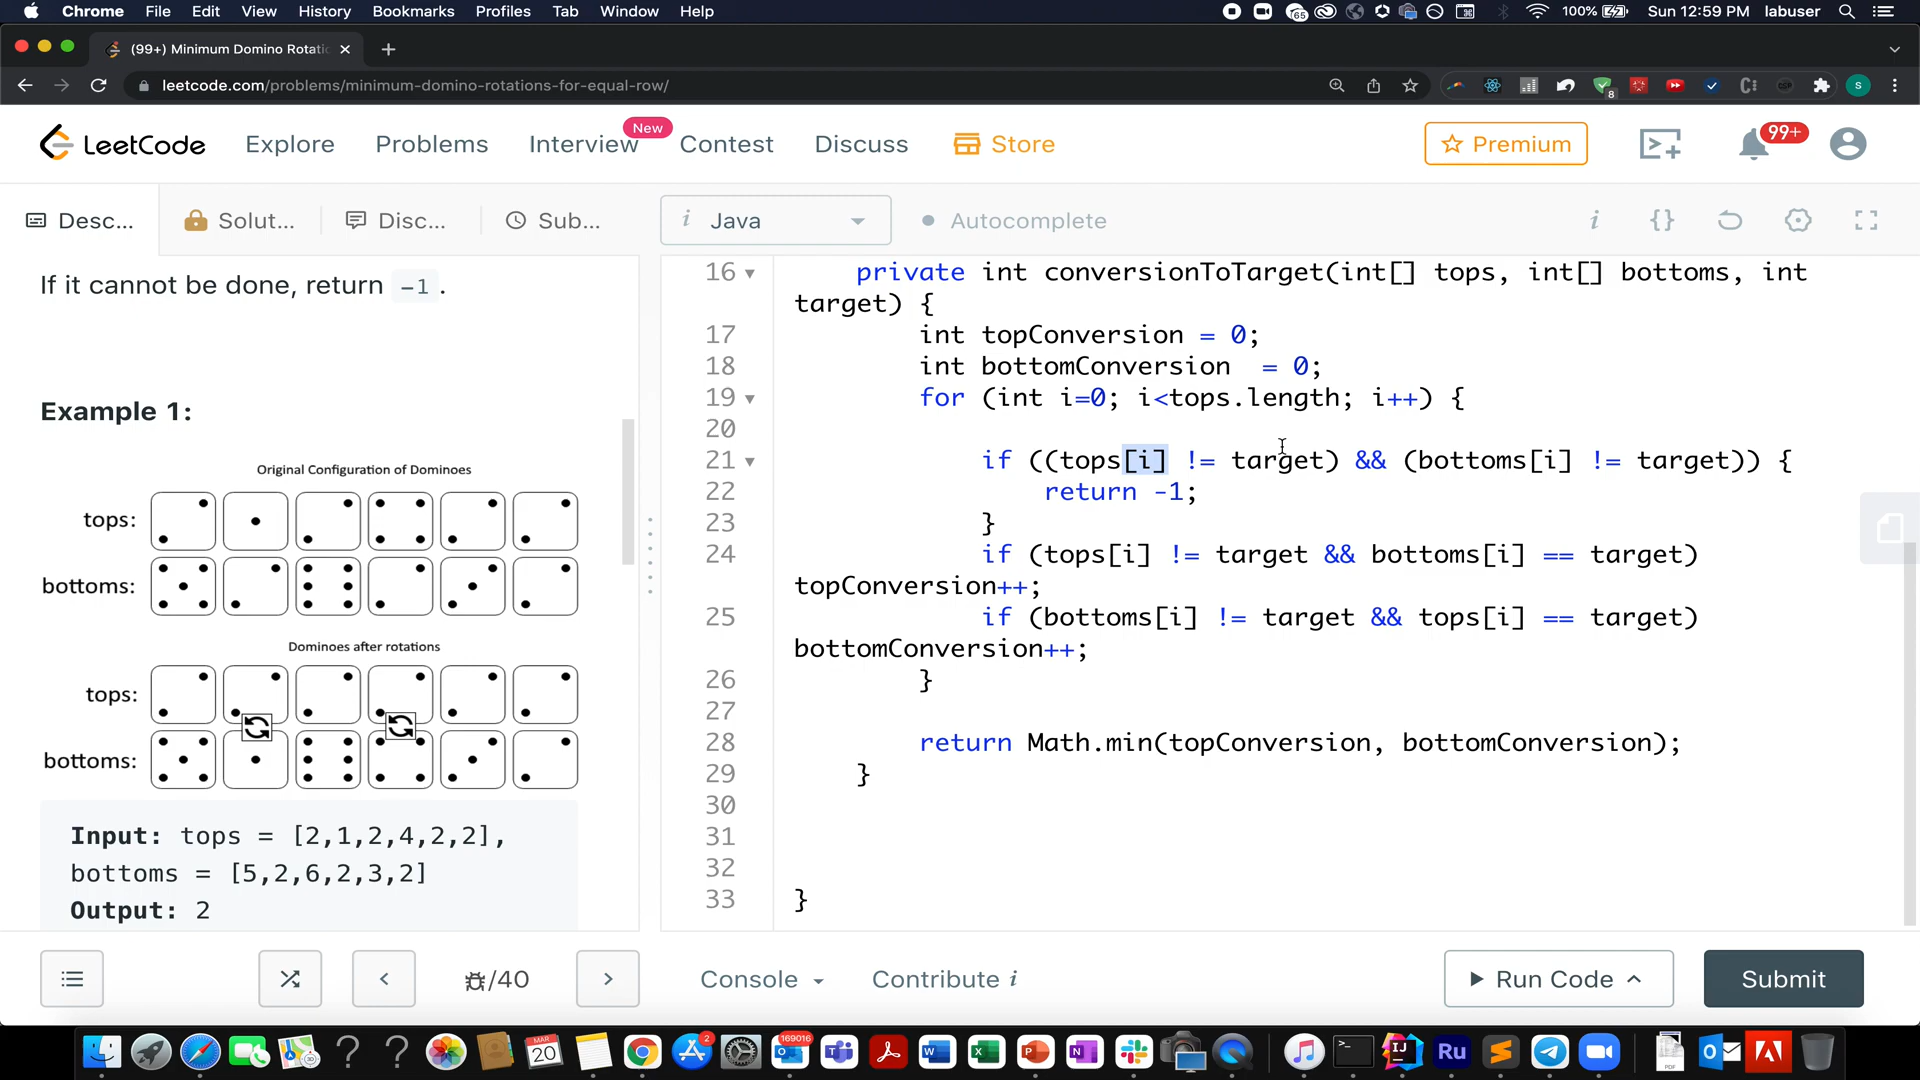 Chrome File Edit View History Bookmarks Profiles Tab Window Help
65
100% Sun 12:59 PM labuser
(99+) Minimum Domino Rotatic
leetcode.com/problems/minimum-domino-rotations-for-equal-row/
8
S
LeetCode Explore Problems Interview New Contest Discuss Store
Premium 99+
Desc... Solut... Disc... Sub...
i Java Autocomplete
If it cannot be done, return -1 .
Example 1:
Original Configuration of Dominoes
tops:
bottoms:
Dominoes after rotations
tops:
bottoms:
Input: tops = [2,1,2,4,2,2],
bottoms = [5,2,6,2,3,2]
Output: 2
16 private int conversionToTarget(int[] tops, int[] bottoms, int
target) {
17 int topConversion = 0;
18 int bottomConversion  = 0;
19 for (int i=0; i<tops.length; i++) {
20
21 if ((tops[i] != target) && (bottoms[i] != target)) {
22 return -1;
23 }
24 if (tops[i] != target && bottoms[i] == target)
topConversion++;
25 if (bottoms[i] != target && tops[i] == target)
bottomConversion++;
26 }
27
28 return Math.min(topConversion, bottomConversion);
29 }
30
31
32
33 }
/40
Console Contribute i
Run Code Submit
MAR
20
2
169016
Ru